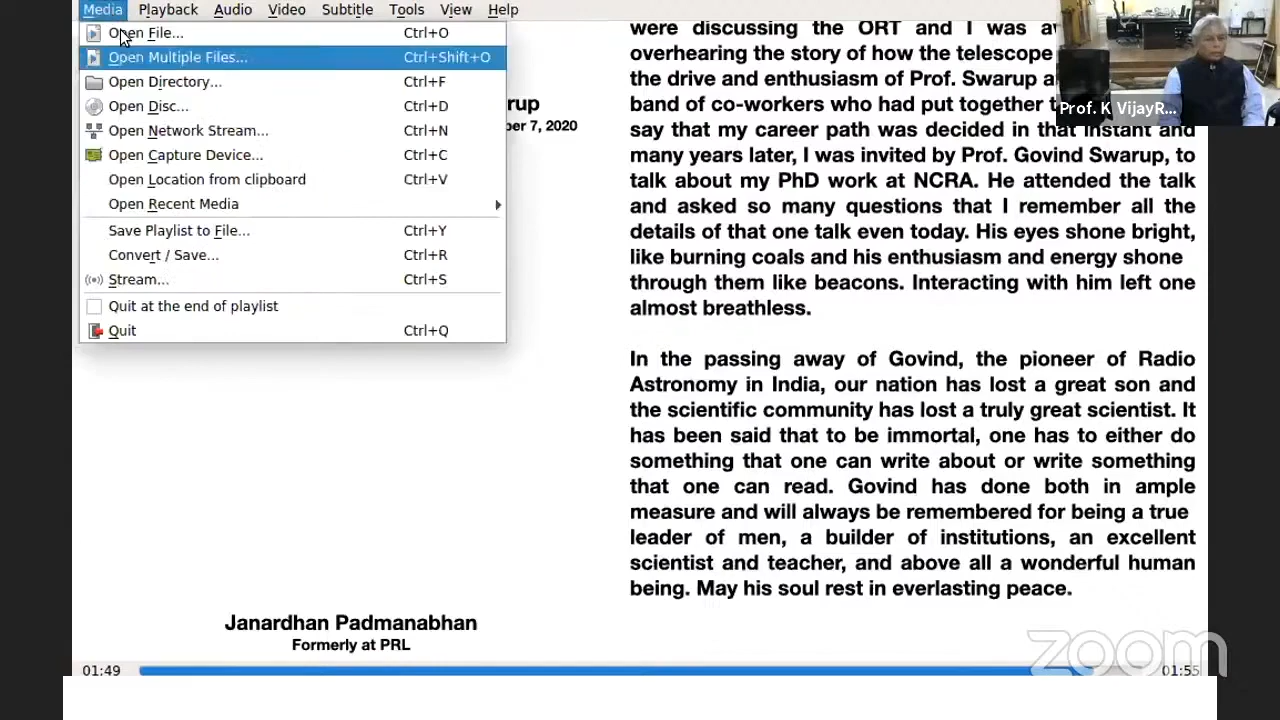 Media Playback Audio Video Subtitle Tools View Help
Open File... Ctrl+O
Open Multiple Files... Ctrl+Shift+O
Open Directory... Ctrl+F
Open Disc... Ctrl+D
Open Network Stream... Ctrl+N
Open Capture Device... Ctrl+C
Open Location from clipboard Ctrl+V
Open Recent Media
Save Playlist to File... Ctrl+Y
Convert / Save... Ctrl+R
Stream... Ctrl+S
Quit at the end of playlist
Quit Ctrl+Q
rup
ber 7, 2020
Janardhan Padmanabhan
Formerly at PRL
were discussing the ORT and I was
overhearing the story of how the telescope
the drive and enthusiasm of Prof. Swarup
band of co-workers who had put together
say that my career path was decided in that instant and
many years later, I was invited by Prof. Govind Swarup, to
talk about my PhD work at NCRA. He attended the talk
and asked so many questions that I remember all the
details of that one talk even today. His eyes shone bright,
like burning coals and his enthusiasm and energy shone
through them like beacons. Interacting with him left one
almost breathless.
In the passing away of Govind, the pioneer of Radio
Astronomy in India, our nation has lost a great son and
the scientific community has lost a truly great scientist. It
has been said that to be immortal, one has to either do
something that one can write about or write something
that one can read. Govind has done both in ample
measure and will always be remembered for being a true
leader of men, a builder of institutions, an excellent
scientist and teacher, and above all a wonderful human
being. May his soul rest in everlasting peace.
Prof. K VijayR...
zoom
01:49 01:55